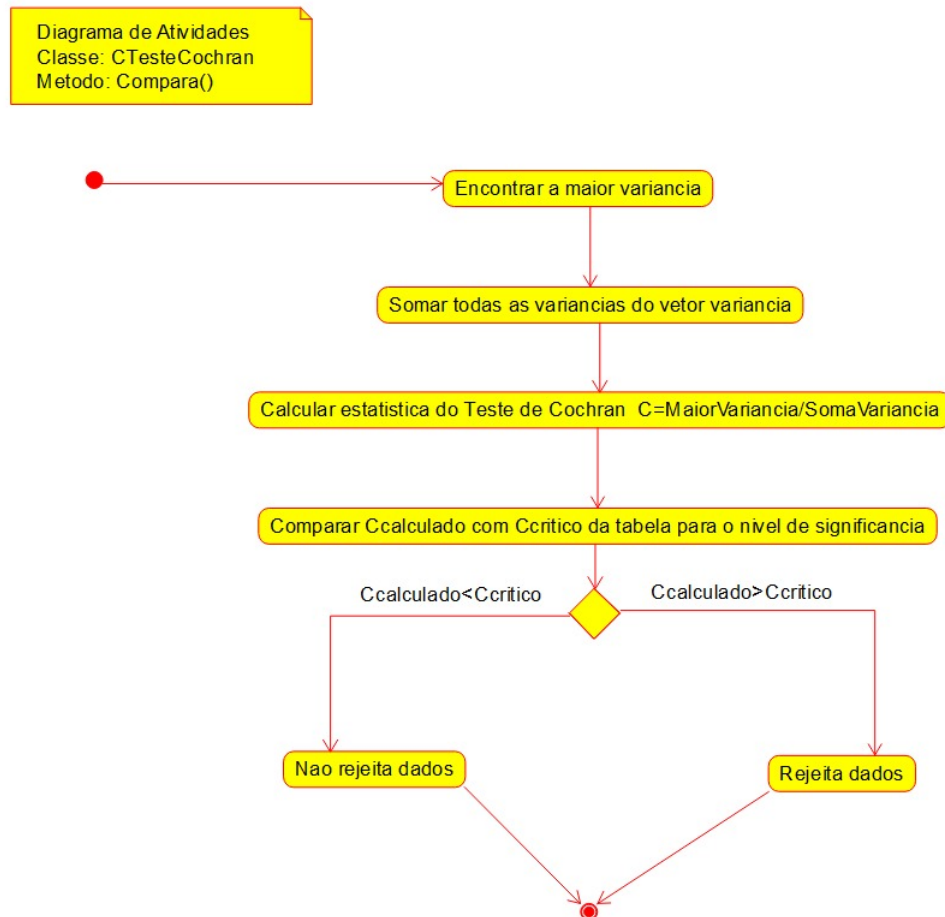 Diagrama de Atividades
Classe: CTesteCochran
Metodo: Compara()
Encontrar a maior variancia
Somar todas as variancias do vetor variancia
Calcular estatistica do Teste de Cochran  C=MaiorVariancia/SomaVariancia
Comparar Ccalculado com Ccritico da tabela para o nivel de significancia
Ccalculado<Ccritico
Ccalculado>Ccritico
Nao rejeita dados
Rejeita dados